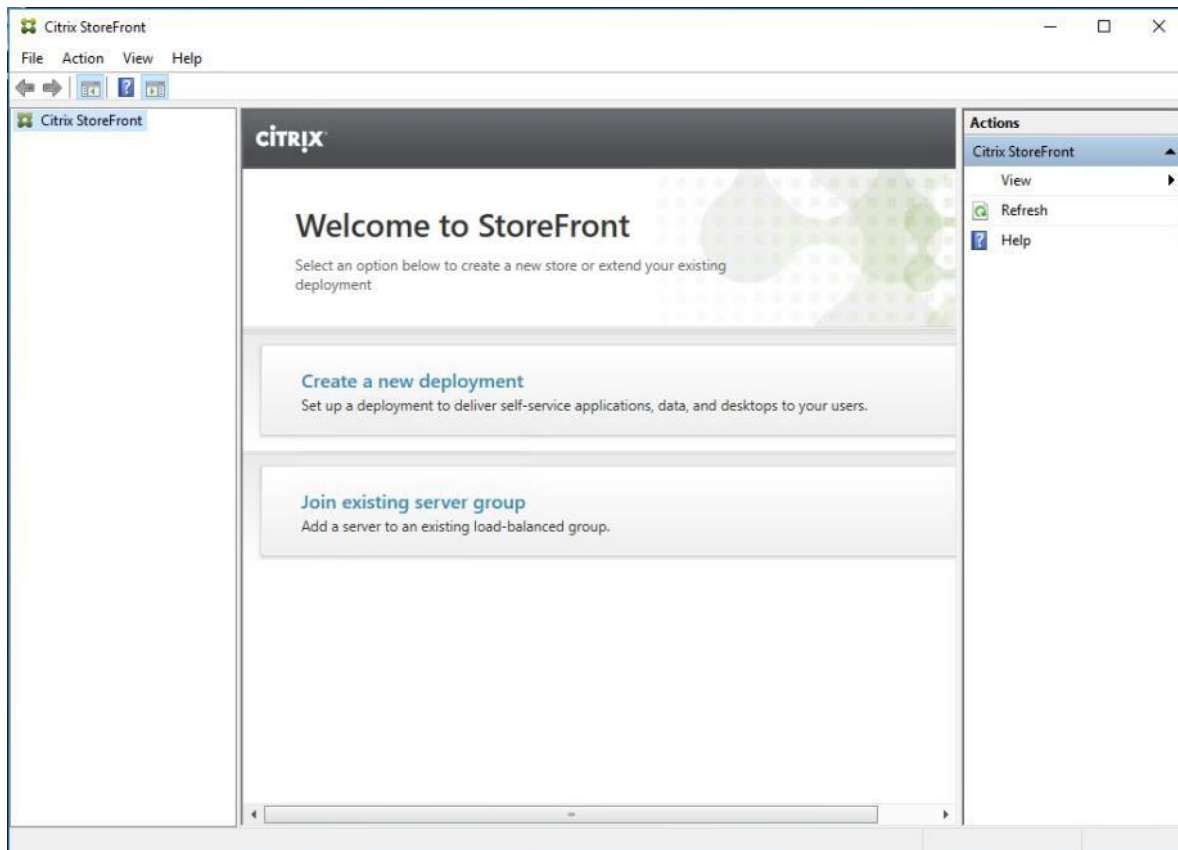 Citrix StoreFront
File Action View Help
Citrix StoreFront
CITRIX
Welcome to StoreFront
Select an option below to create a new store or extend your existing
deployment
Create a new deployment
Set up a deployment to deliver self-service applications, data, and desktops to your users.
Join existing server group
Add a server to an existing load-balanced group.
Actions
Citrix StoreFront
View
Refresh
Help